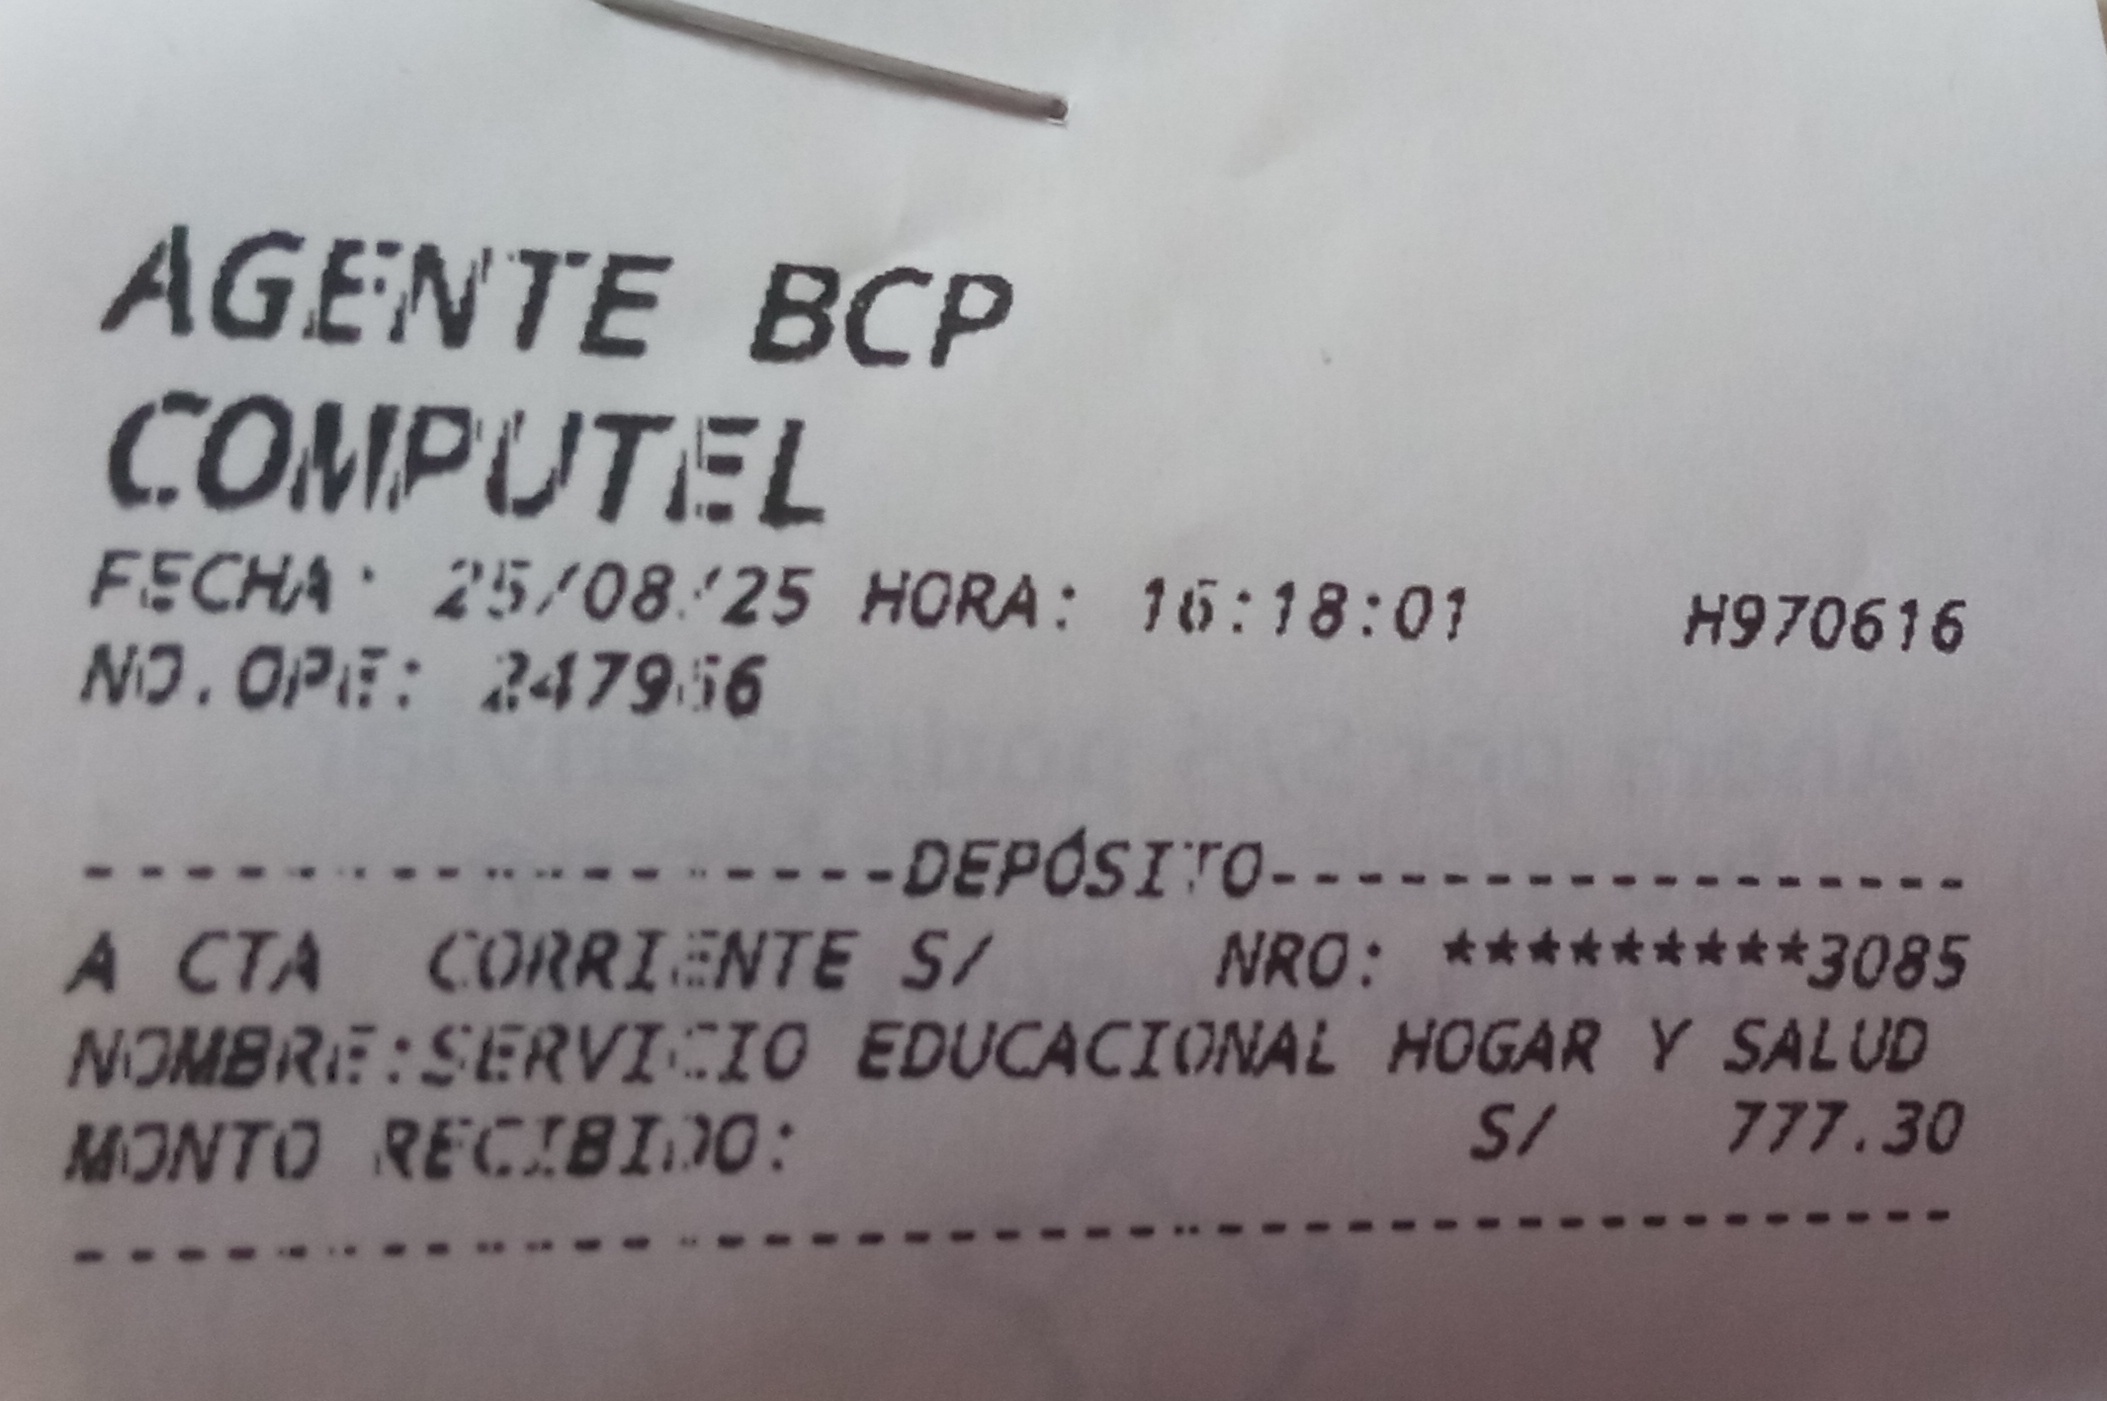 AGENTE BCP
COMPUTEL
FECHA: 25/08/25 HORA: 16:18:01 H970616
NO.OPE:
-----------------DEPÓSITO-----------------
A CTA CORRIENTE S/ NRO: *********3085
NOMBRE:SERVICIO EDUCACIONAL HOGAR Y SALUD
MONTO RECIBIDO: S/ 777.30